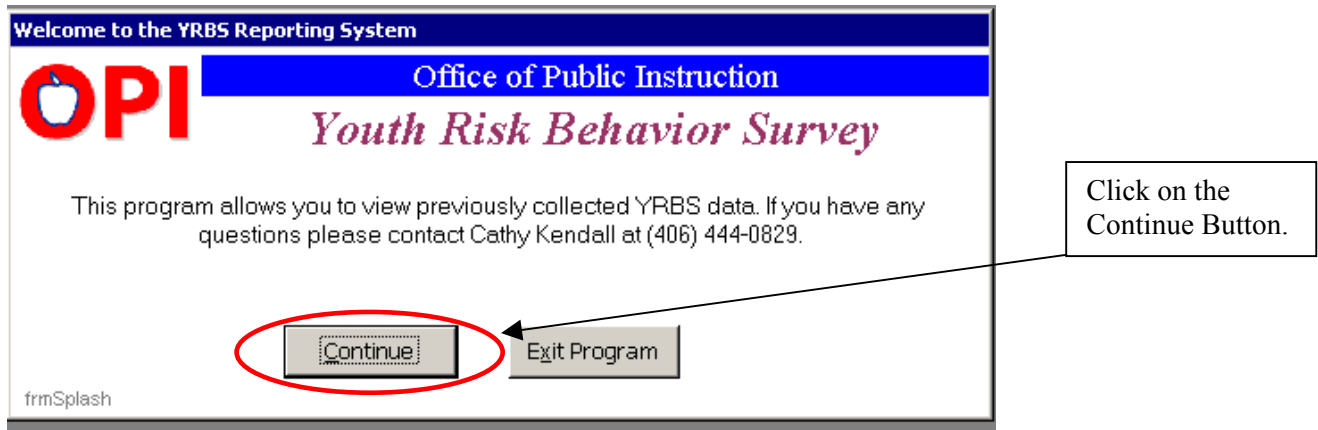 Welcome to the YRBS Reporting System
OPI
Office of Public Instruction
Youth Risk Behavior Survey
This program allows you to view previously collected YRBS data. If you have any
questions please contact Cathy Kendall at (406) 444-0829.
Continue
Exit Program
frmSplash
Click on the
Continue Button.